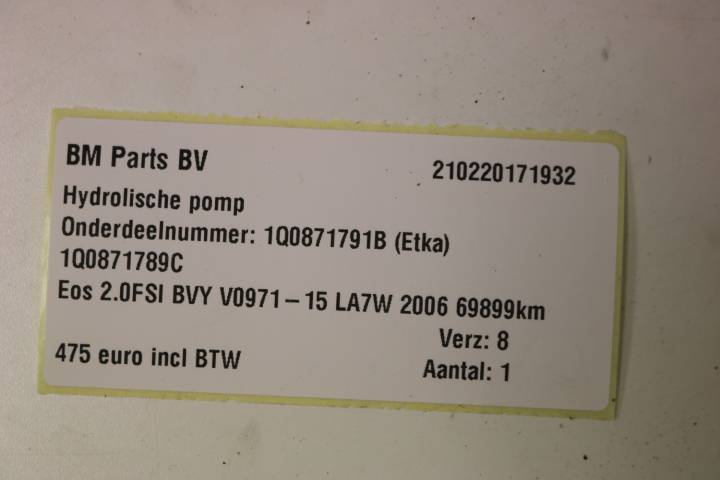 BM Parts BV 210220171932
Hydrolische pomp
Onderdeelnummer: 1Q0871791B (Etka)
1Q0871789C
Eos 2.0FSI BVY V0971-15 LA7W 2006 69899km
Verz: 8
475 euro incl BTW Aantal: 1